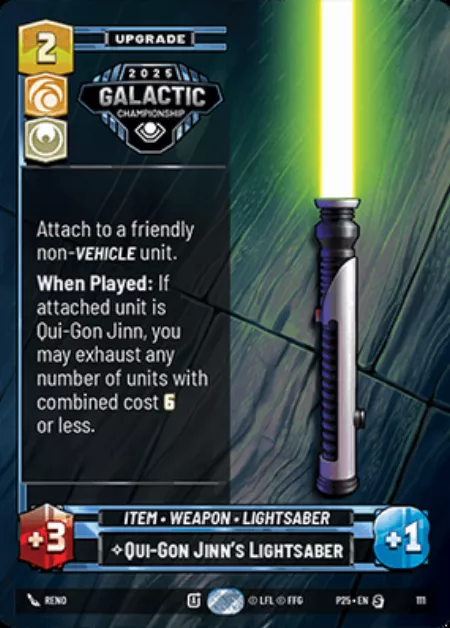 2
UPGRADE
2025
GALACTIC
CHAMPIONSHIP
Attach to a friendly
non-VEHICLE unit.
When Played: If
attached unit is
Qui-Gon Jinn, you
may exhaust any
number of units with
combined cost 6
or less.
ITEM • WEAPON • LIGHTSABER
+3
✧QUI-GON JINN'S LIGHTSABER
+1
RENO
© LFL © FFG
P25 • EN
111